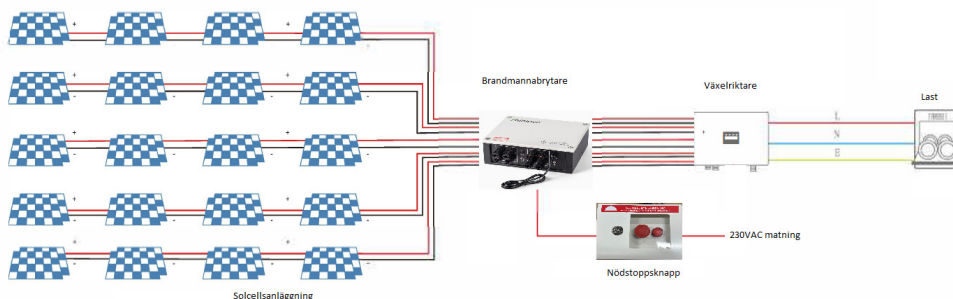 Brandmannabrytare
Växelriktare
Last
L
N
E
230VAC matning
Nödstoppsknapp
Solcellsanläggning